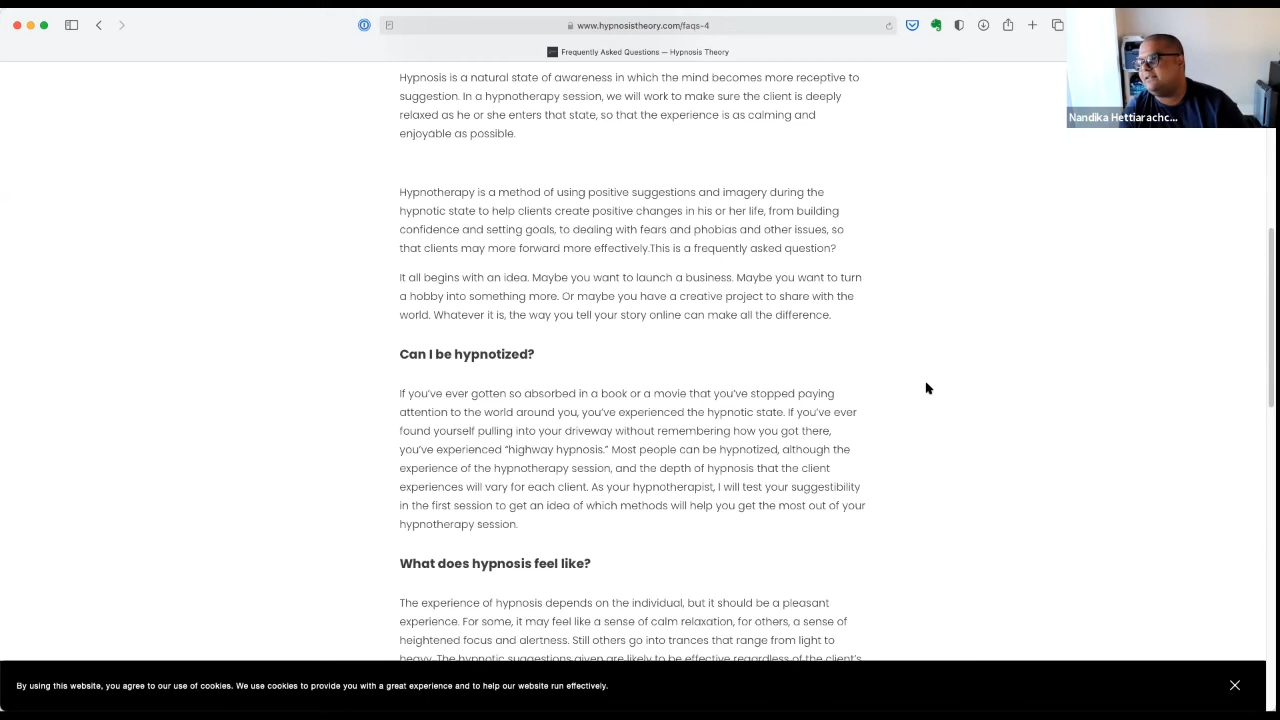 www.hypnosistheory.com/faqs-4
Frequently Asked Questions — Hypnosis Theory
Hypnosis is a natural state of awareness in which the mind becomes more receptive to
suggestion. In a hypnotherapy session, we will work to make sure the client is deeply
relaxed as he or she enters that state, so that the experience is as calming and
enjoyable as possible.
Hypnotherapy is a method of using positive suggestions and imagery during the
hypnotic state to help clients create positive changes in his or her life, from building
confidence and setting goals, to dealing with fears and phobias and other issues, so
that clients may more forward more effectively.This is a frequently asked question?
It all begins with an idea. Maybe you want to launch a business. Maybe you want to turn
a hobby into something more. Or maybe you have a creative project to share with the
world. Whatever it is, the way you tell your story online can make all the difference.
Can I be hypnotized?
If you've ever gotten so absorbed in a book or a movie that you've stopped paying
attention to the world around you, you've experienced the hypnotic state. If you've ever
found yourself pulling into your driveway without remembering how you got there,
you've experienced “highway hypnosis.” Most people can be hypnotized, although the
experience of the hypnotherapy session, and the depth of hypnosis that the client
experiences will vary for each client. As your hypnotherapist, I will test your suggestibility
in the first session to get an idea of which methods will help you get the most out of your
hypnotherapy session.
What does hypnosis feel like?
The experience of hypnosis depends on the individual, but it should be a pleasant
experience. For some, it may feel like a sense of calm relaxation, for others, a sense of
heightened focus and alertness. Still others go into trances that range from light to
heavy. The hypnotic suggestions given are likely to be effective regardless of the client's
By using this website, you agree to our use of cookies. We use cookies to provide you with a great experience and to help our website run effectively.
Nandika Hettiarachc...